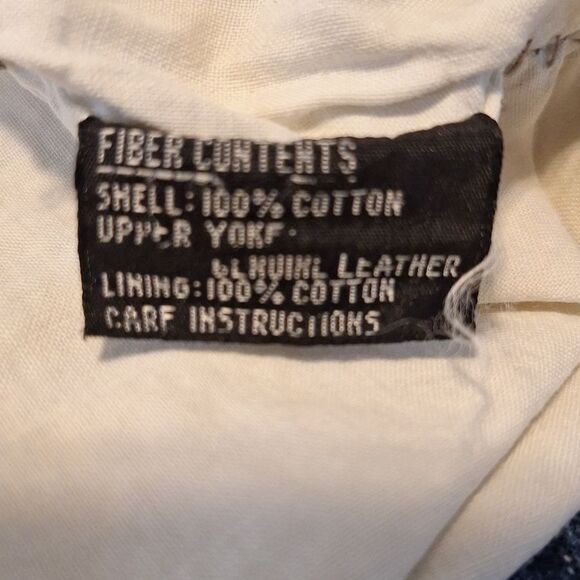 FIBER CONTENTS
SHELL: 100% COTTON
UPPER YOKE:
GENUINE LEATHER
LINING: 100% COTTON
CARE INSTRUCTIONS